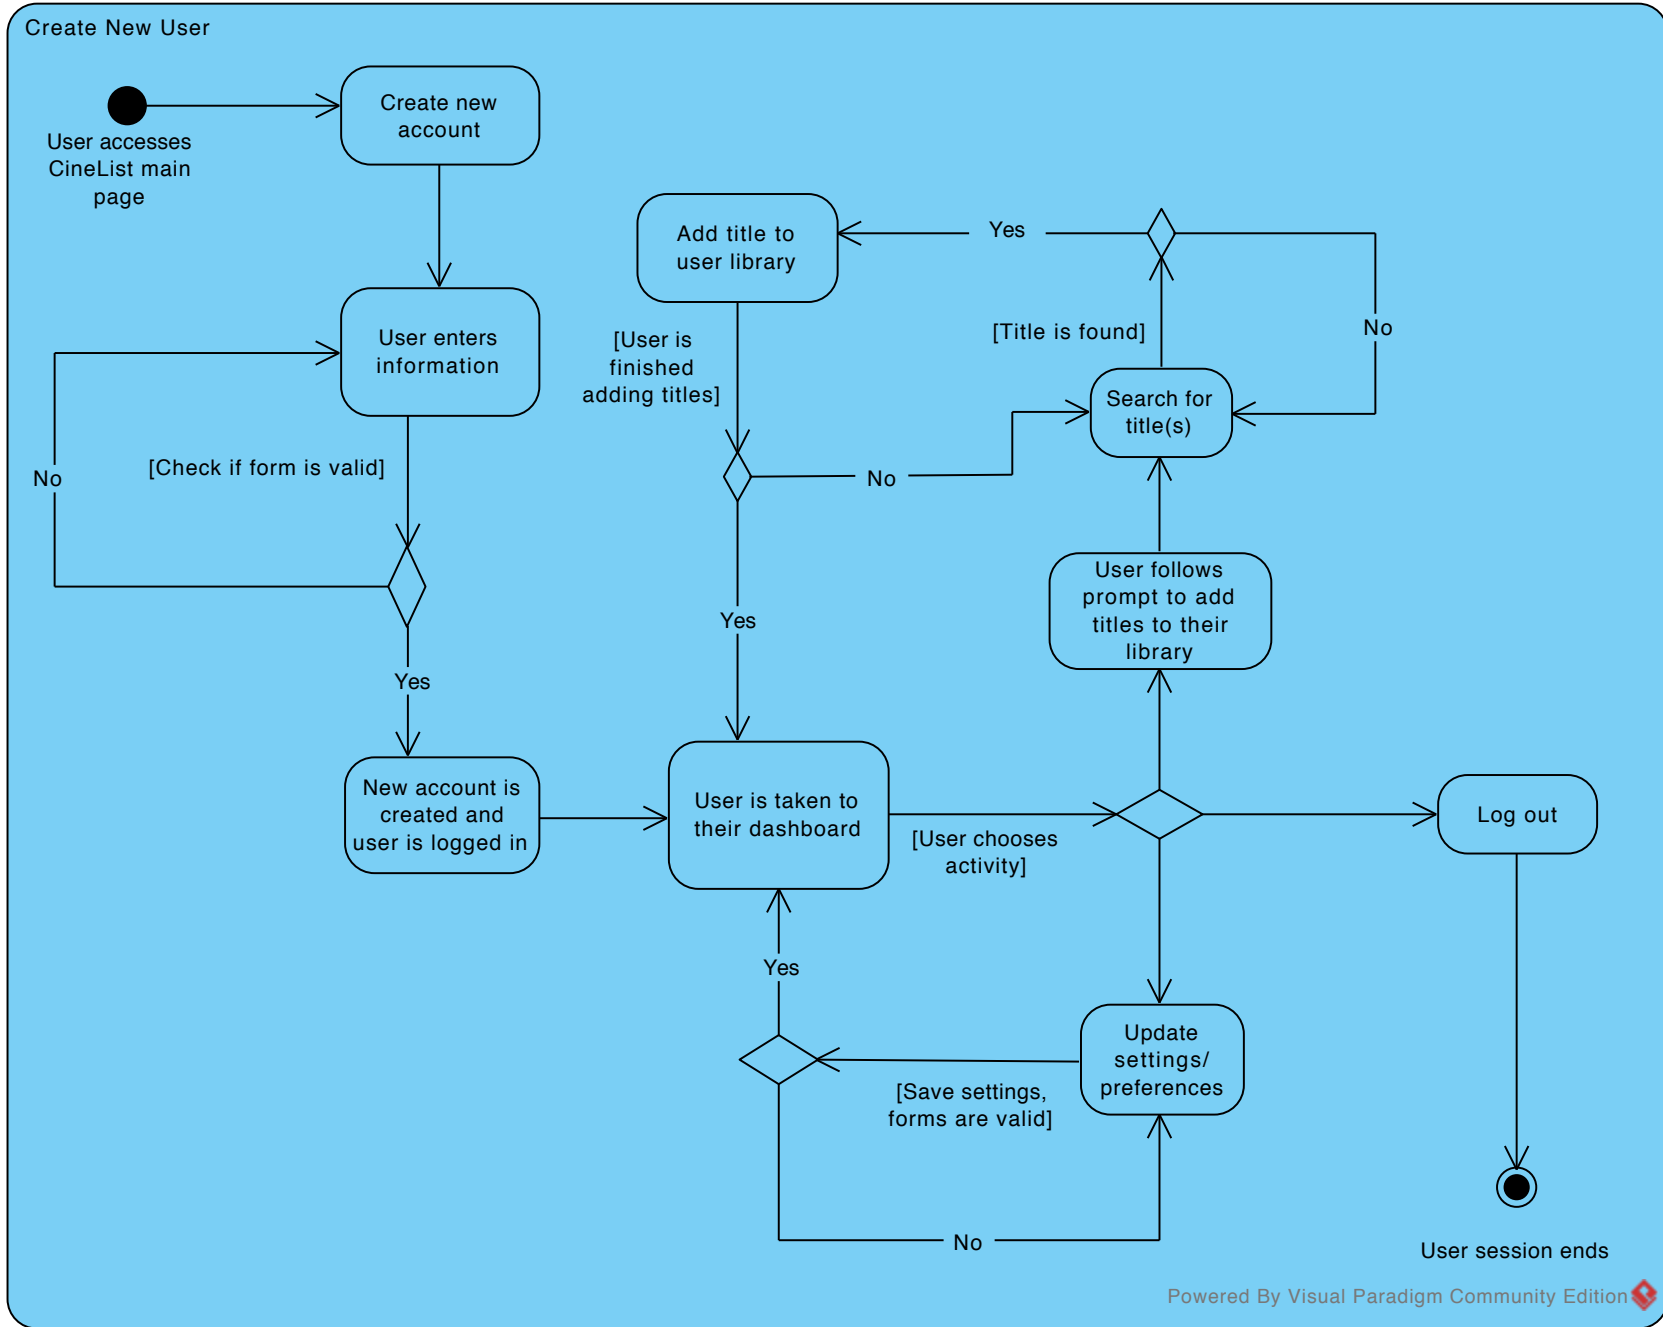 Create New User
Create new
account
User accesses
CineList main
page
Add title to
user library
Yes
No
[Title is found]
[User is
finished
adding titles]
User enters
information
Search for
title(s)
[Check if form is valid]
No
No
User follows
prompt to add
titles to their
library
Yes
Yes
New account is
created and
user is logged in
User is taken to
their dashboard
[User chooses
activity]
Log out
Yes
Update
settings/
preferences
[Save settings,
forms are valid]
No
User session ends
Powered By Visual Paradigm Community Edition